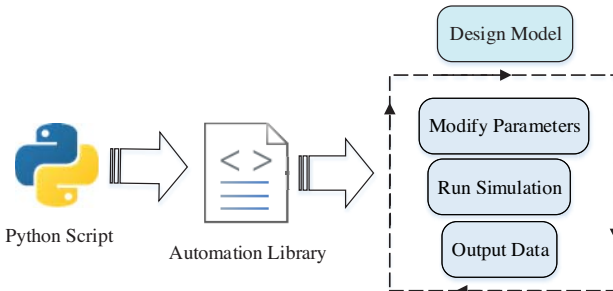 Design Model
Modify Parameters
Run Simulation
Output Data
Python Script
Automation Library